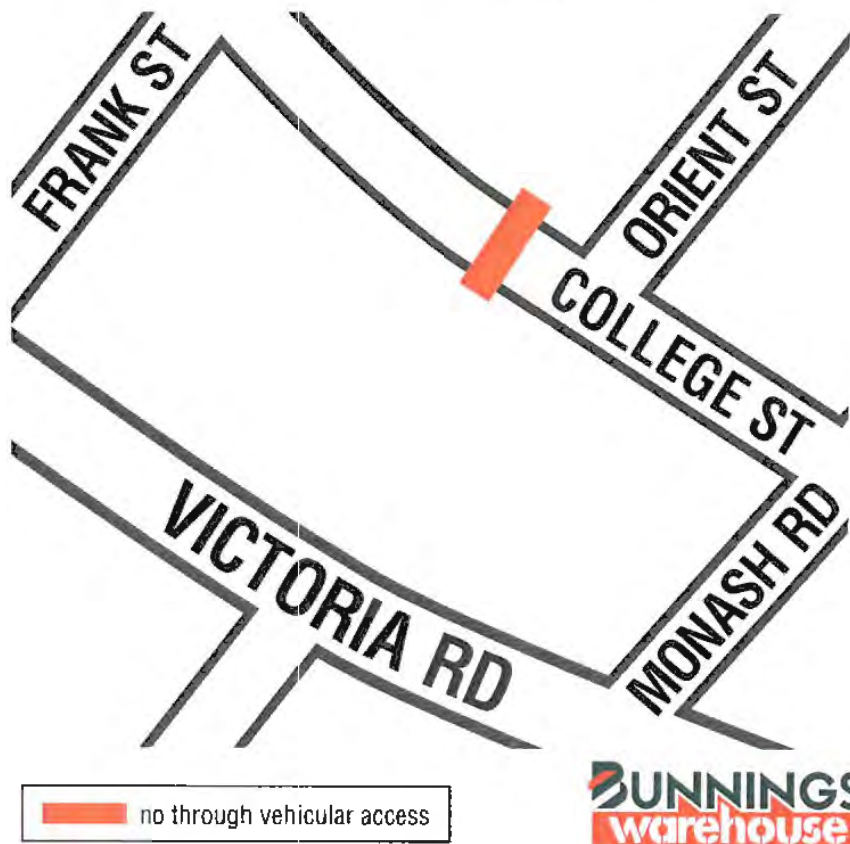 FRANK ST
ORIENT ST
COLLEGE ST
VICTORIA RD
MONASH RD
no through vehicular access
BUNNINGS
warehouse